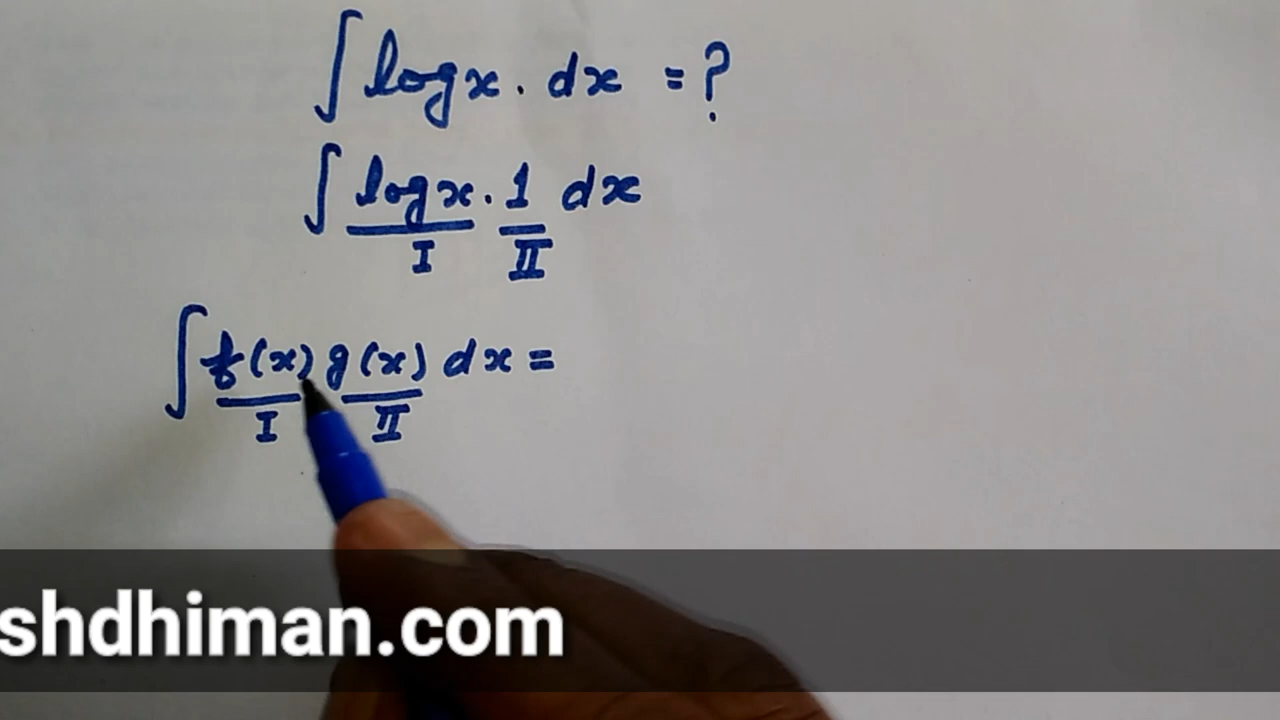 ∫ log x . dx = ?
∫ log x . 1 dx
I II
∫ f(x) g(x) dx =
I II
shdhiman.com